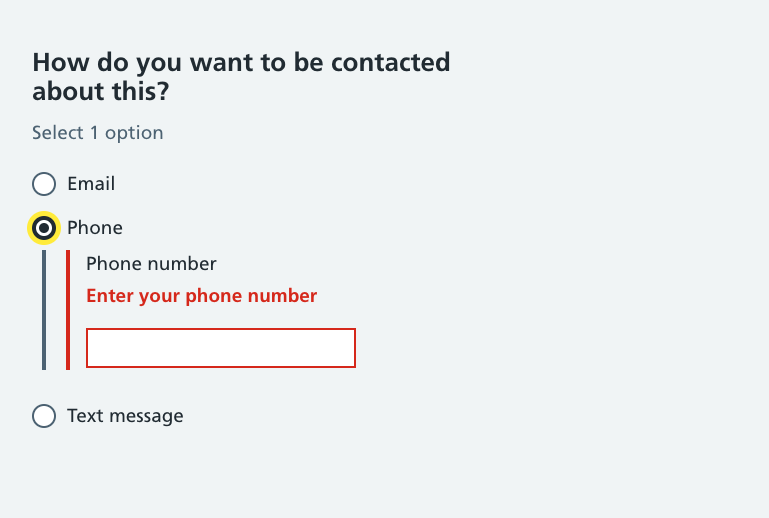 How do you want to be contacted
about this?
Select 1 option
Email
Phone
Phone number
Enter your phone number
Text message